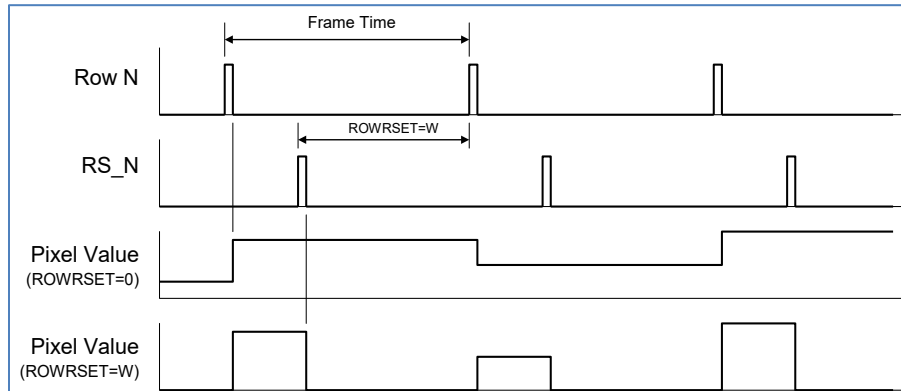 Frame Time
Row N
ROWRSET=W
RS_N
Pixel Value
(ROWRSET=0)
Pixel Value
(ROWRSET=W)